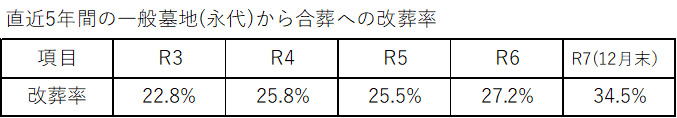 直近5年間の一般墓地(永代)から合葬への改葬率
項目 R3 R4 R5 R6 R7(12月末)
改葬率 22.8% 25.8% 25.5% 27.2% 34.5%